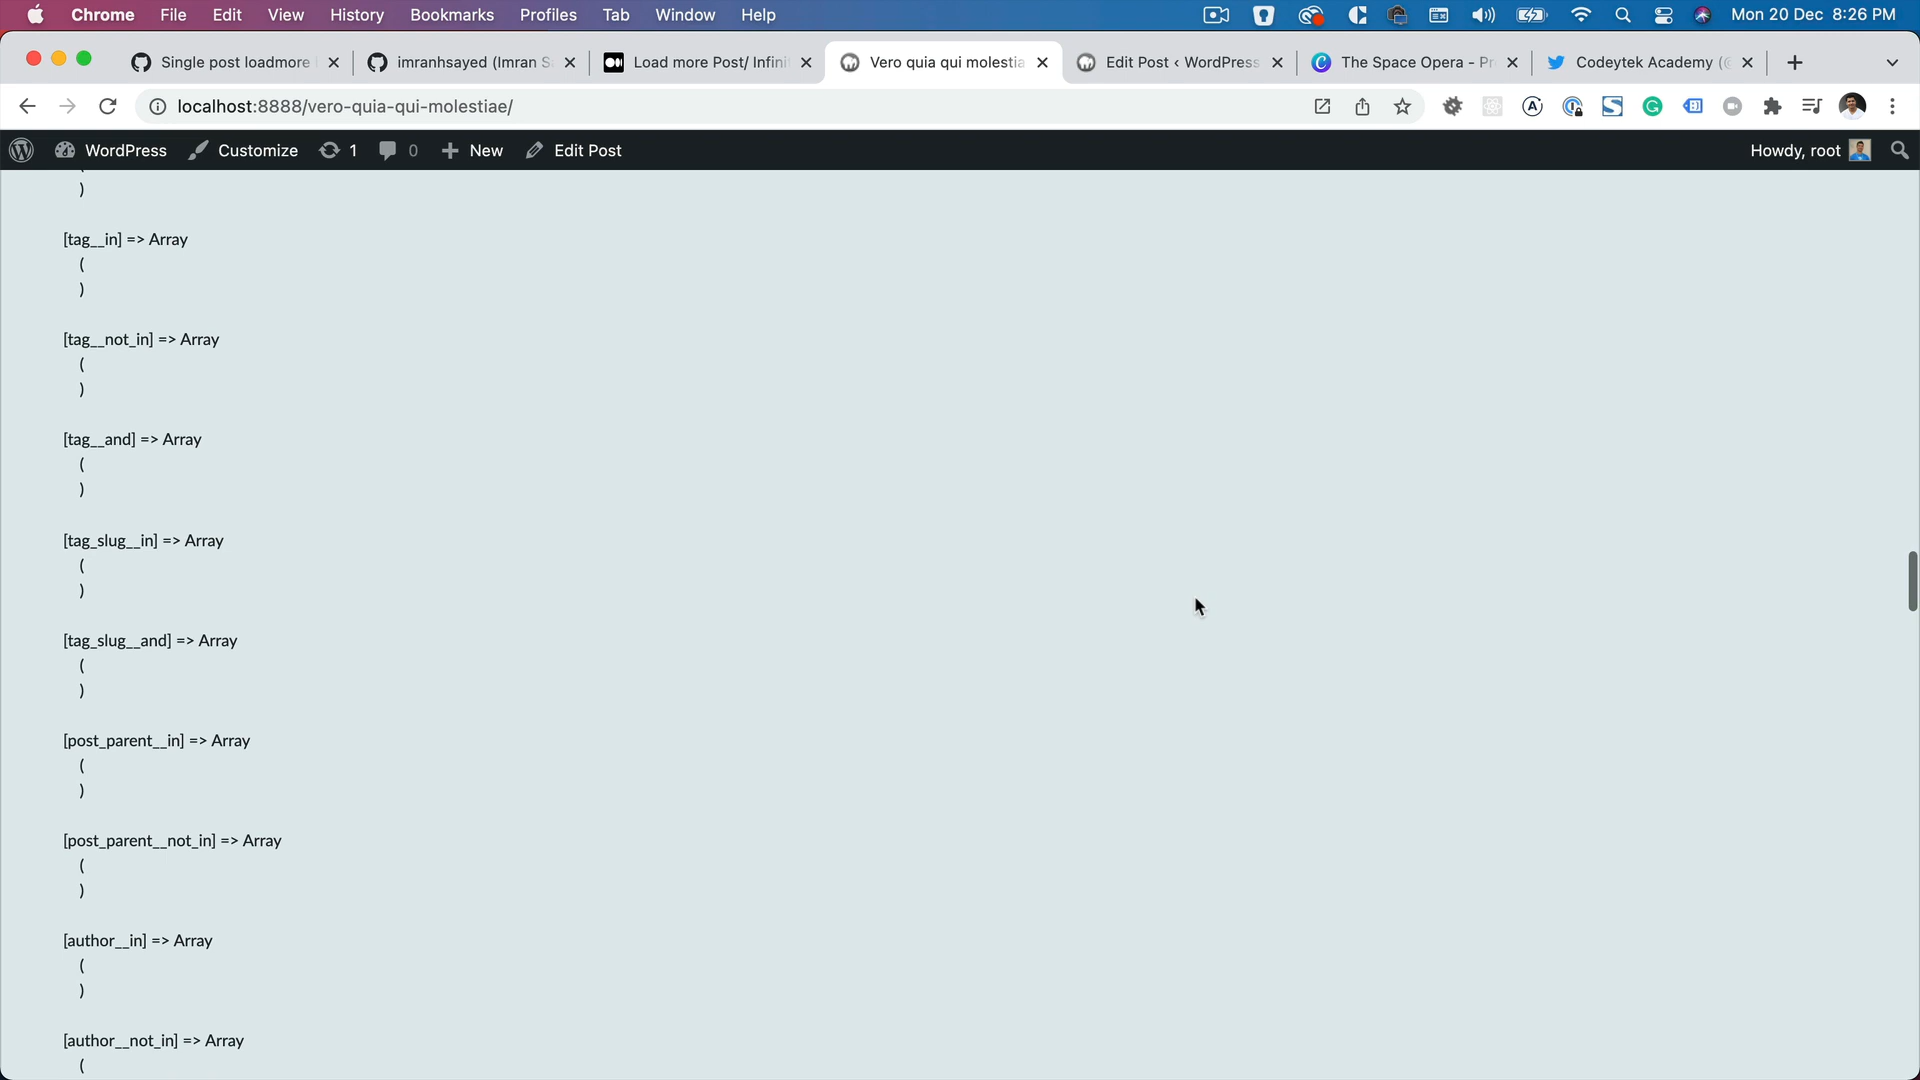 Chrome File Edit View History Bookmarks Profiles Tab Window Help Mon 20 Dec 8:26 PM
Single post loadmore imranhsayed (Imran S Load more Post/ Infini Vero quia qui molestia Edit Post ‹ WordPress The Space Opera - Pr Codeytek Academy (@
localhost:8888/vero-quia-qui-molestiae/
WordPress Customize 1 0 New Edit Post Howdy, root
)
[tag__in] => Array
(
)
[tag__not_in] => Array
(
)
[tag__and] => Array
(
)
[tag_slug__in] => Array
(
)
[tag_slug__and] => Array
(
)
[post_parent__in] => Array
(
)
[post_parent__not_in] => Array
(
)
[author__in] => Array
(
)
[author__not_in] => Array
(